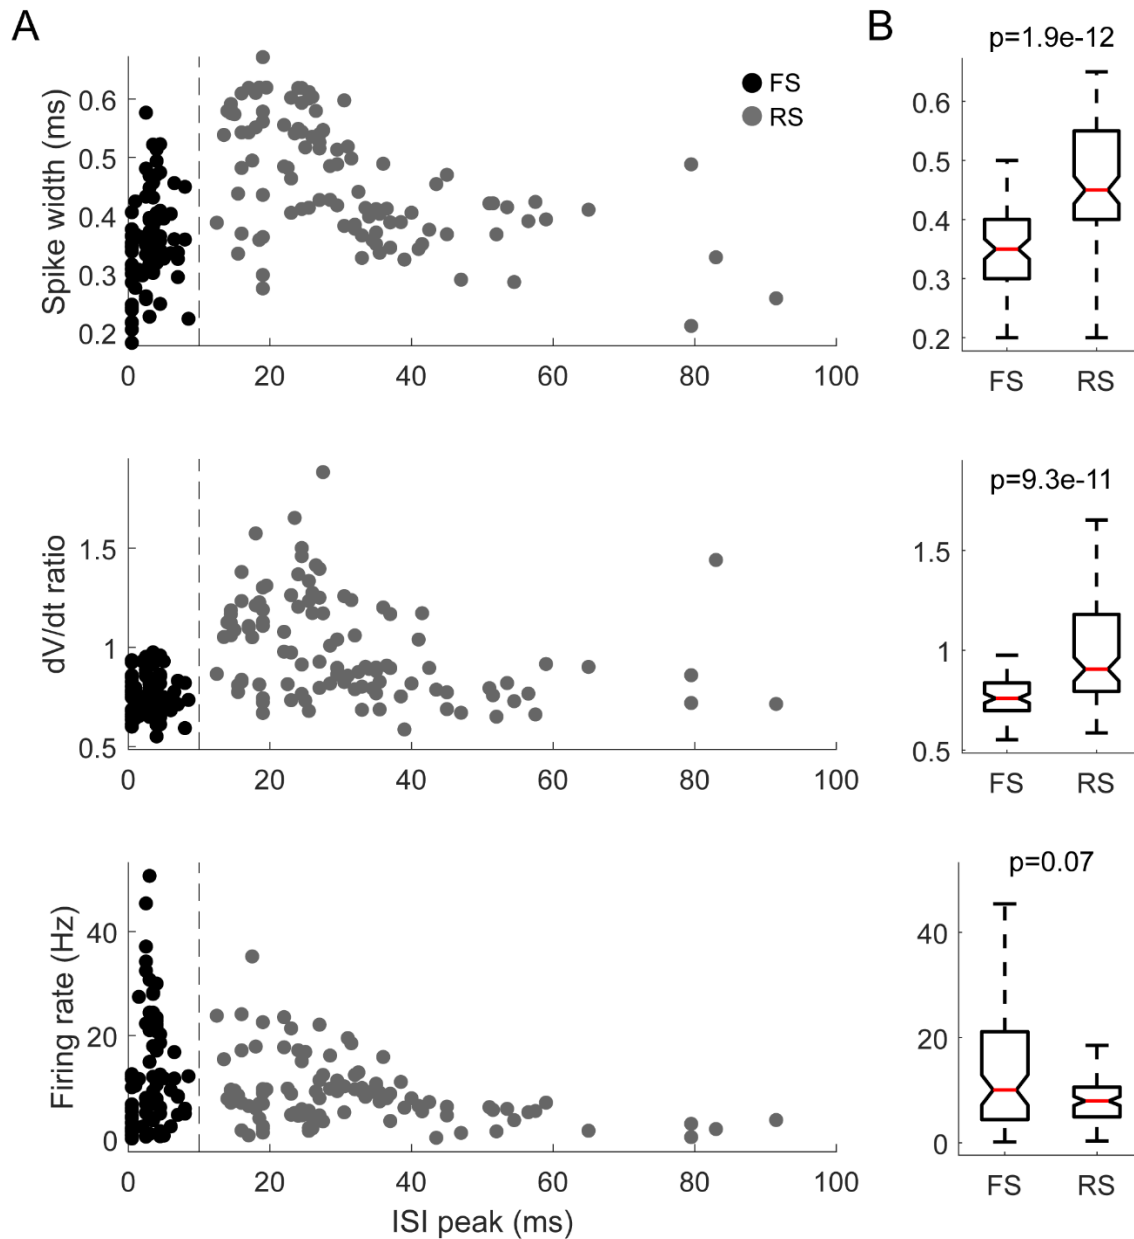 A
B
p=1.9e-12
FS
RS
Spike width (ms)
0.6
0.5
0.4
0.3
0.2
0 20 40 60 80 100
0.6
0.5
0.4
0.3
0.2
FS RS
p=9.3e-11
dV/dt ratio
1.5
1
0.5
0 20 40 60 80 100
1.5
1
0.5
FS RS
p=0.07
Firing rate (Hz)
40
20
0
0 20 40 60 80 100
ISI peak (ms)
40
20
0
FS RS